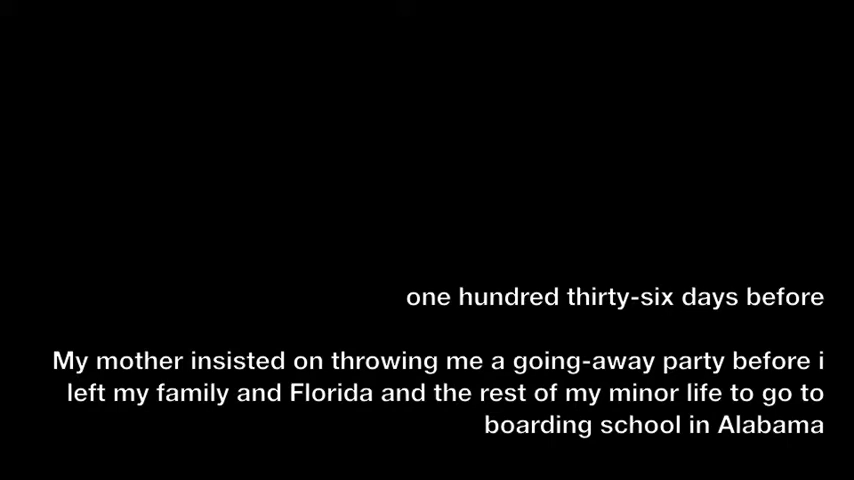 one hundred thirty-six days before
My mother insisted on throwing me a going-away party before i
left my family and Florida and the rest of my minor life to go to
boarding school in Alabama